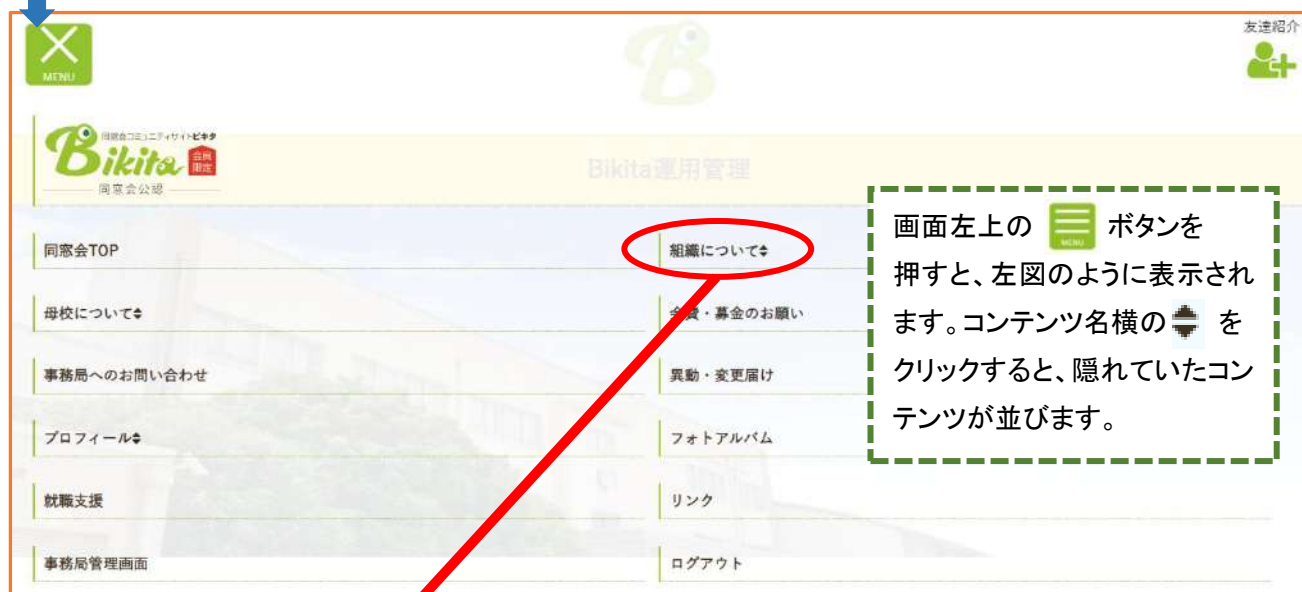 友達紹介
MENU
B
同窓会コミュニティサイトビキタ
Bikita 会員限定
同窓会公認
Bikita運用管理
同窓会TOP
組織について
母校について
会費・募金のお願い
事務局へのお問い合わせ
異動・変更届け
プロフィール
フォトアルバム
就職支援
リンク
事務局管理画面
ログアウト
画面左上の MENU ボタンを
押すと、左図のように表示され
ます。コンテンツ名横の を
クリックすると、隠れていたコン
テンツが並びます。